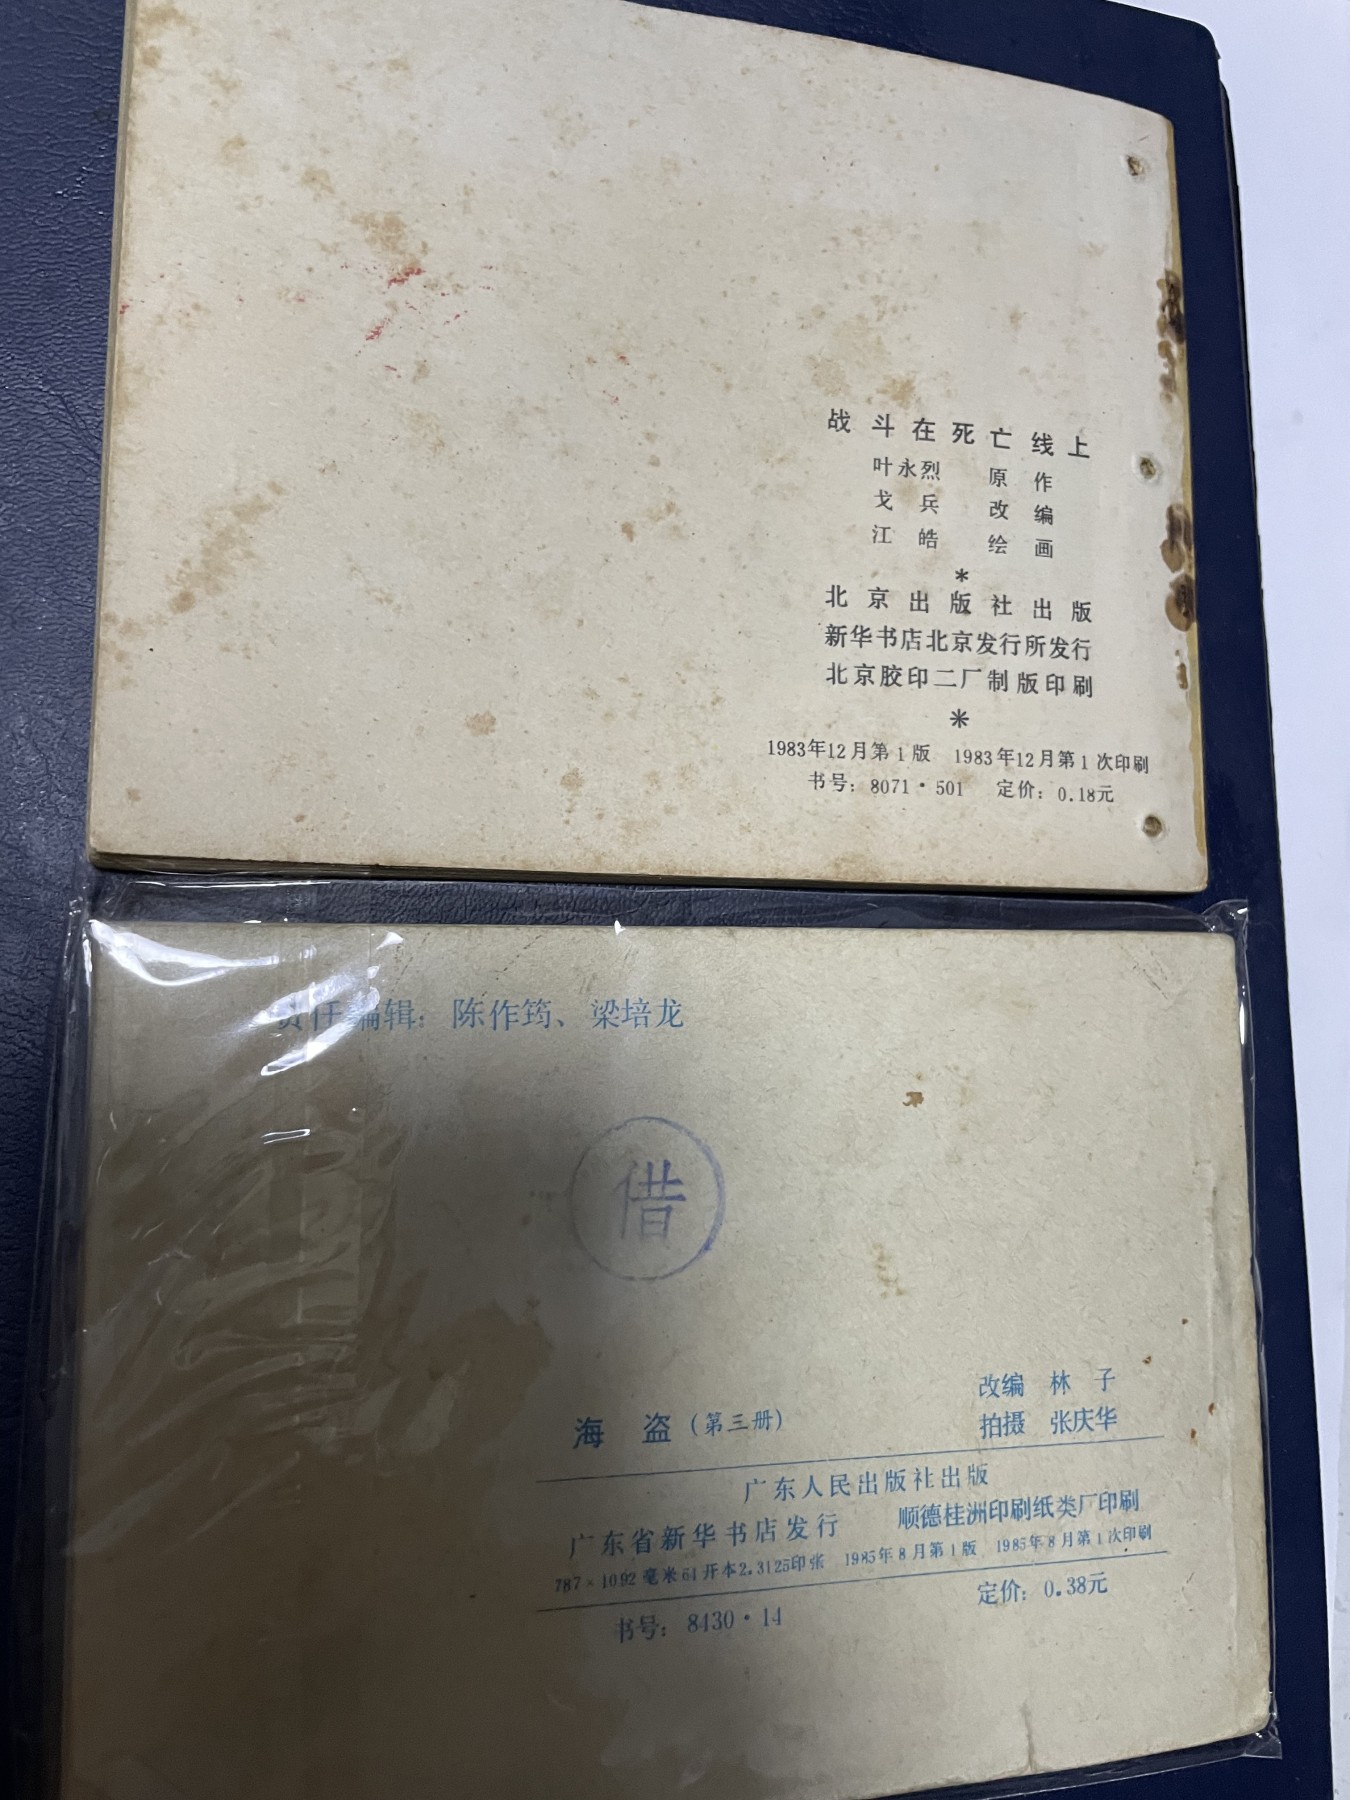 战斗在死亡线上
叶永烈 原作
戈兵 改编
江皓 绘画
*
北京出版社出版
新华书店北京发行所发行
北京胶印二厂制版印刷
*
1983年12月第1版 1983年12月第1次印刷
书号：8071·501 定价：0.18元
责任编辑：陈作筠、梁培龙
借
海盗（第三册）
改编 林子
拍摄 张庆华
广东人民出版社出版
广东省新华书店发行 顺德桂洲印刷纸类厂印刷
787×1092毫米64开本2.3125印张 1985年8月第1版 1985年8月第1次印刷
书号：8430·14 定价：0.38元